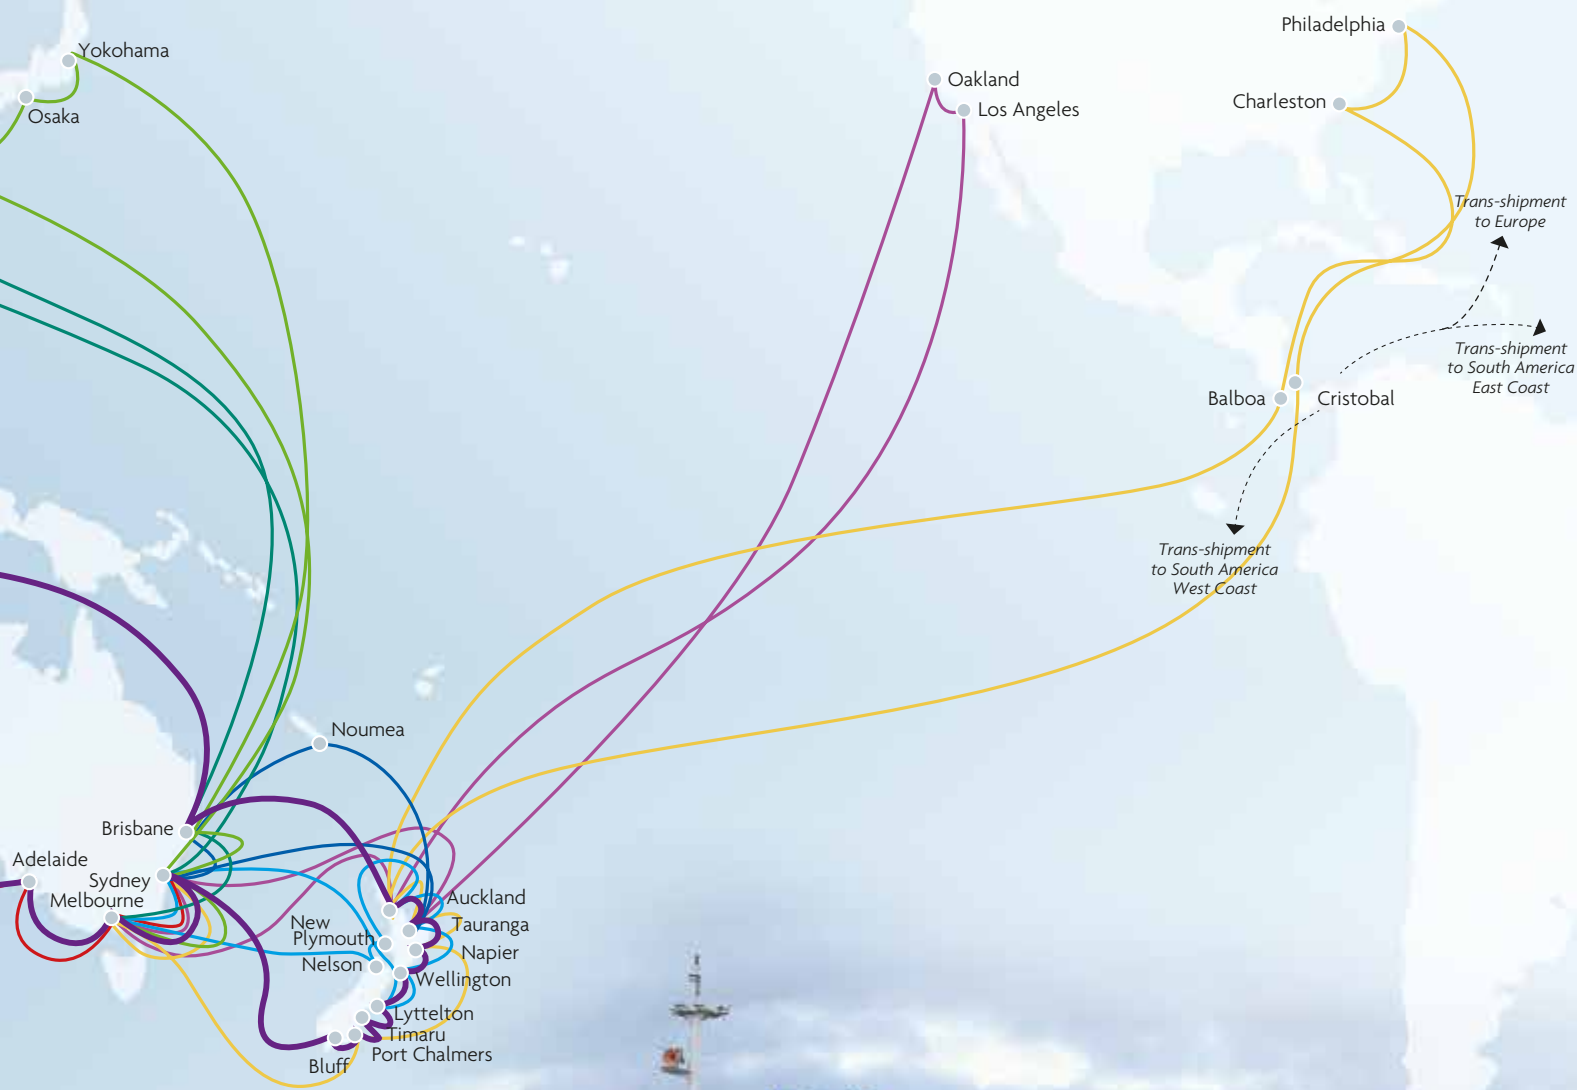 Philadelphia
Yokohama
Oakland
Charleston
Los Angeles
Osaka
Trans-shipment
to Europe
Trans-shipment
to South America
East Coast
Balboa
Cristobal
Trans-shipment
to South America
West Coast
Noumea
Brisbane
Adelaide
Sydney
Melbourne
Auckland
New
Plymouth
Tauranga
Napier
Nelson
Wellington
Lyttelton
Timaru
Port Chalmers
Bluff